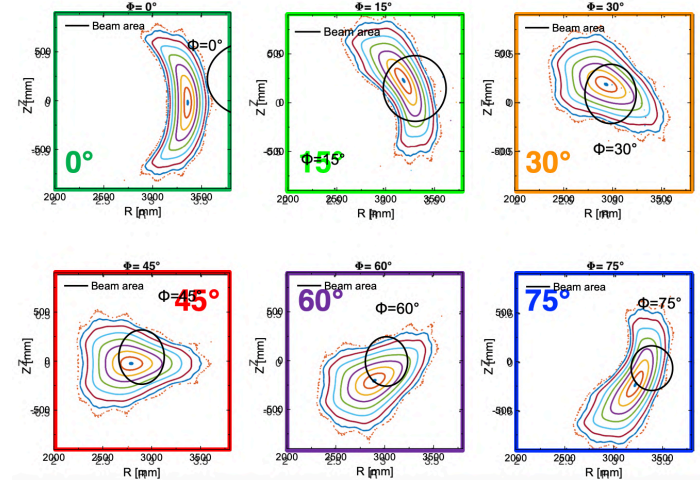 Φ= 0°
Beam area
Φ=0°
500
0
-500
Z [mm]
0°
2000 2500 3000 3500
R [mm]
Φ= 15°
Beam area
500
0
-500
Z [mm]
15°
Φ=15°
2000 2500 3000 3500
R [mm]
Φ= 30°
Beam area
500
0
-500
Z [mm]
Φ=30°
30°
2000 2500 3000 3500
R [mm]
Φ= 45°
Beam area
Φ=45°
45°
500
0
-500
Z [mm]
2000 2500 3000 3500
R [mm]
Φ= 60°
Beam area
60°
Φ=60°
500
0
-500
Z [mm]
2000 2500 3000 3500
R [mm]
Φ= 75°
Beam area
75°
Φ=75°
500
0
-500
Z [mm]
2000 2500 3000 3500
R [mm]